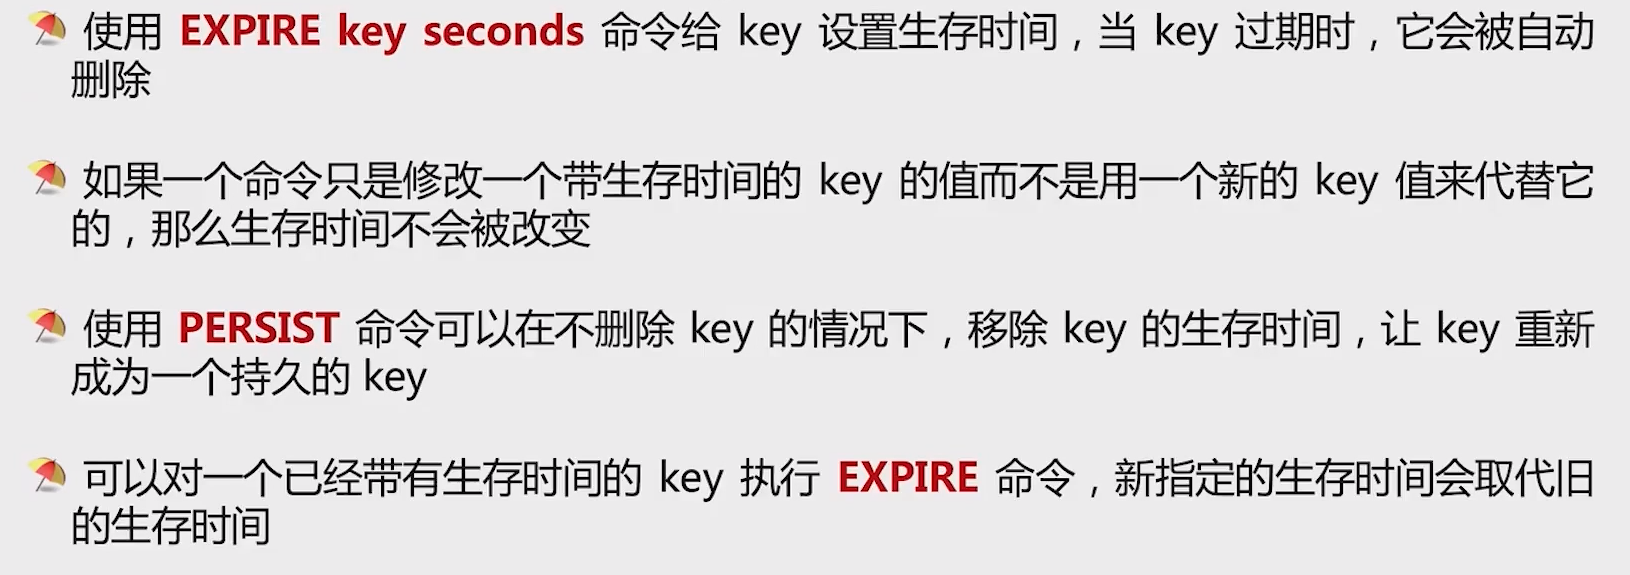 使用 EXPIRE key seconds 命令给 key 设置生存时间，当 key 过期时，它会被自动
删除
如果一个命令只是修改一个带生存时间的 key 的值而不是用一个新的 key 值来代替它
的，那么生存时间不会被改变
使用 PERSIST 命令可以在不删除 key 的情况下，移除 key 的生存时间，让 key 重新
成为一个持久的 key
可以对一个已经带有生存时间的 key 执行 EXPIRE 命令，新指定的生存时间会取代旧
的生存时间